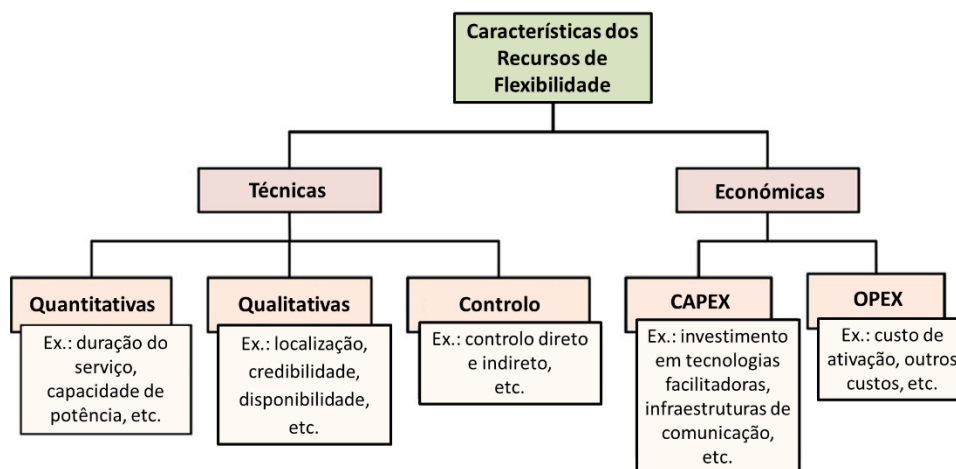 Características dos
Recursos de
Flexibilidade
Técnicas
Económicas
Quantitativas
Ex.: duração do
serviço,
capacidade de
potência, etc.
Qualitativas
Ex.: localização,
credibilidade,
disponibilidade,
etc.
Controlo
Ex.: controlo direto
e indireto,
etc.
CAPEX
Ex.: investimento
em tecnologias
facilitadoras,
infraestruturas de
comunicação,
etc.
OPEX
Ex.: custo de
ativação, outros
custos, etc.